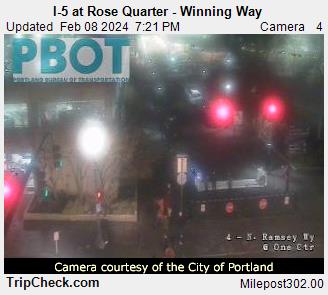 I-5 at Rose Quarter - Winning Way
Updated Feb 08 2024 7:21 PM Camera 4
PBOT
PORTLAND BUREAU OF TRANSPORTATION
4 - N. Ramsey Wy
@ One Ctr
Camera courtesy of the City of Portland
TripCheck.com Milepost302.00